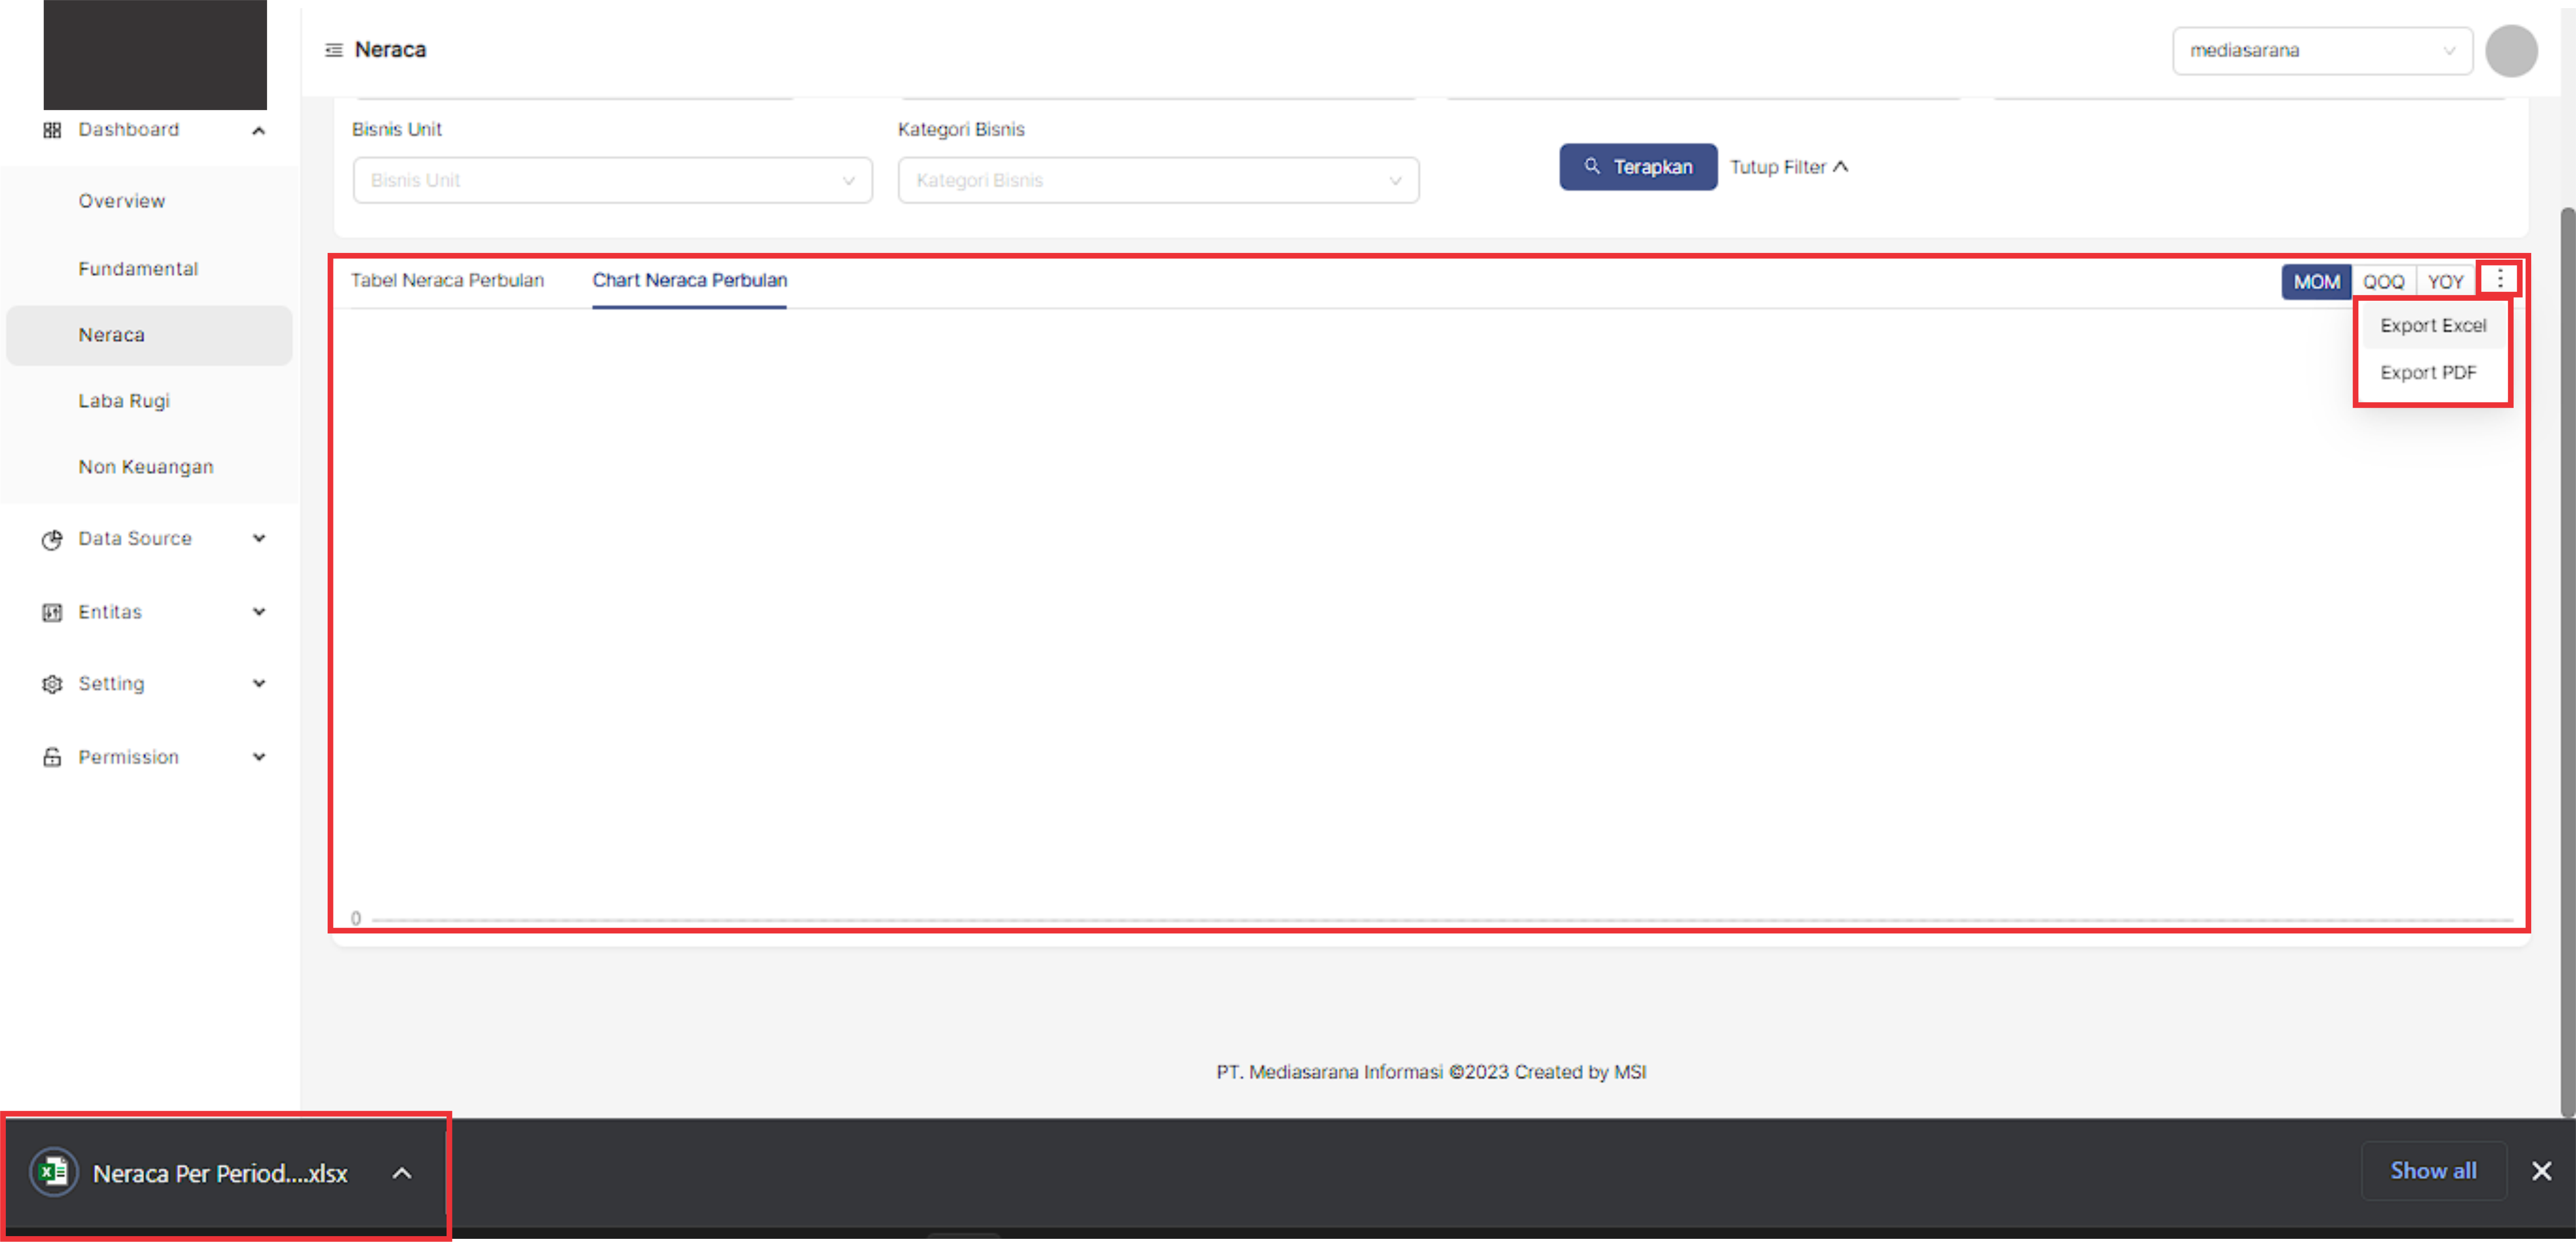 Neraca
mediasarana
Dashboard
Overview
Fundamental
Neraca
Laba Rugi
Non Keuangan
Data Source
Entitas
Setting
Permission
Bisnis Unit
Kategori Bisnis
Bisnis Unit
Kategori Bisnis
Terapkan
Tutup Filter
Tabel Neraca Perbulan
Chart Neraca Perbulan
MOM
QOQ
YOY
Export Excel
Export PDF
0
PT. Mediasarana Informasi ©2023 Created by MSI
Neraca Per Period....xlsx
Show all